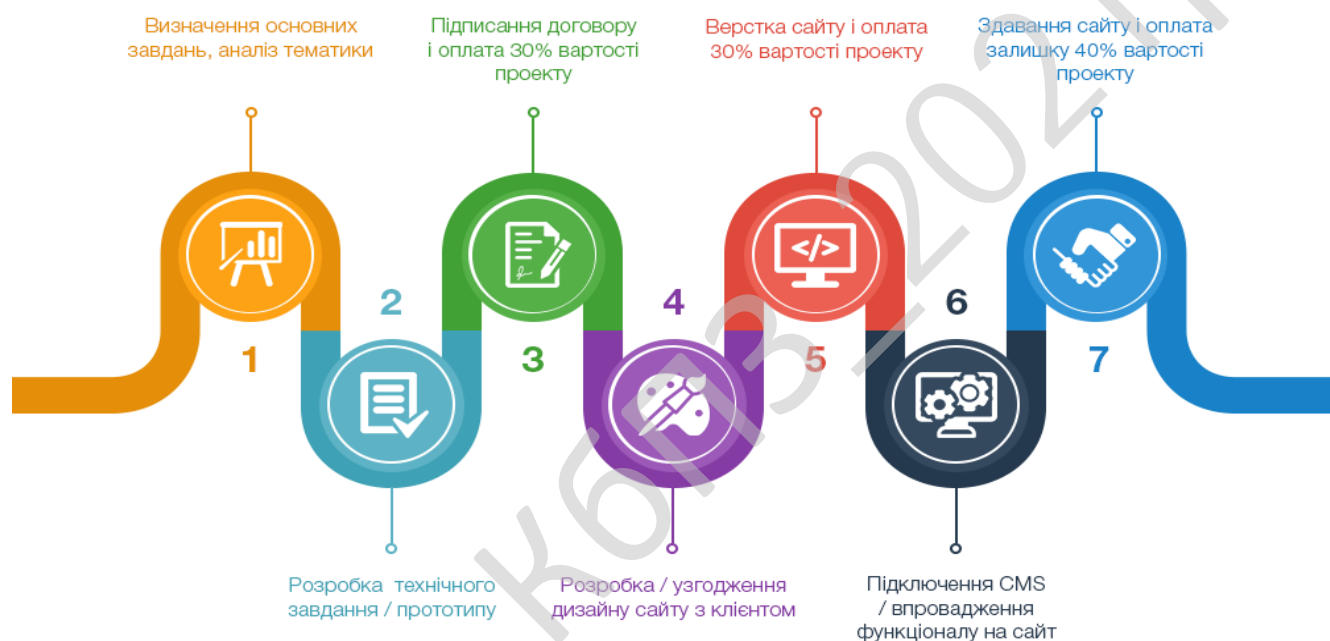 Визначення основних
завдань, аналіз тематики
Підписання договору
і оплата 30% вартості
проекту
Верстка сайту і оплата
30% вартості проекту
Здавання сайту і оплата
залишку 40% вартості
проекту
1
2
3
4
5
6
7
</>
Розробка технічного
завдання / прототипу
Розробка / узгодження
дизайну сайту з клієнтом
Підключення CMS
/ впровадження
функціоналу на сайт